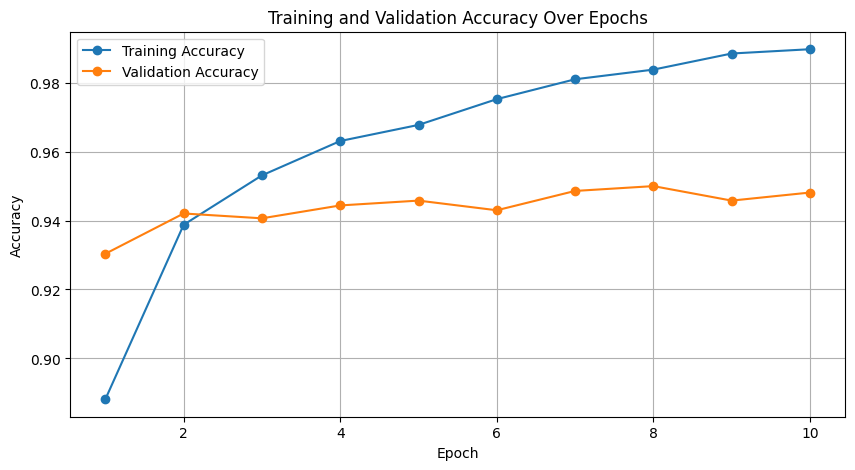 Training and Validation Accuracy Over Epochs
Training Accuracy
Validation Accuracy
0.98
0.96
0.94
0.92
0.90
Accuracy
2 4 6 8 10
Epoch